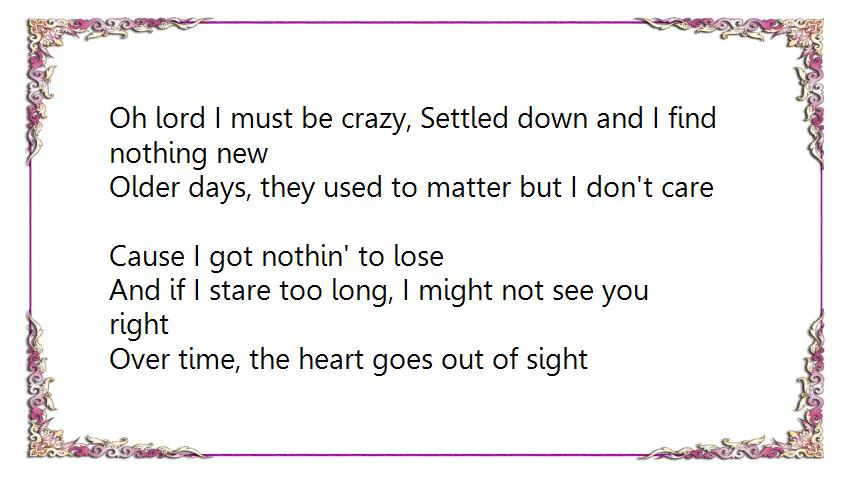 Oh lord I must be crazy, Settled down and I find
nothing new
Older days, they used to matter but I don't care
Cause I got nothin' to lose
And if I stare too long, I might not see you
right
Over time, the heart goes out of sight